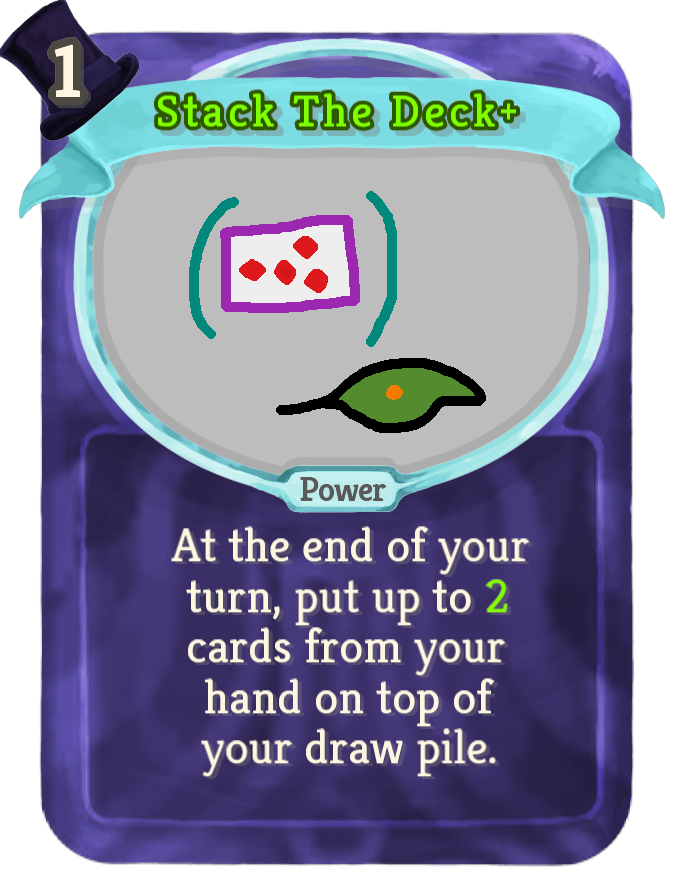 1
Stack The Deck+
Power
At the end of your
turn, put up to 2
cards from your
hand on top of
your draw pile.